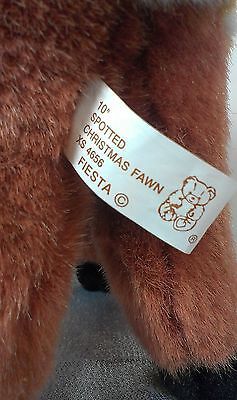 10"
SPOTTED
CHRISTMAS FAWN
XS 4656
FIESTA ©
®